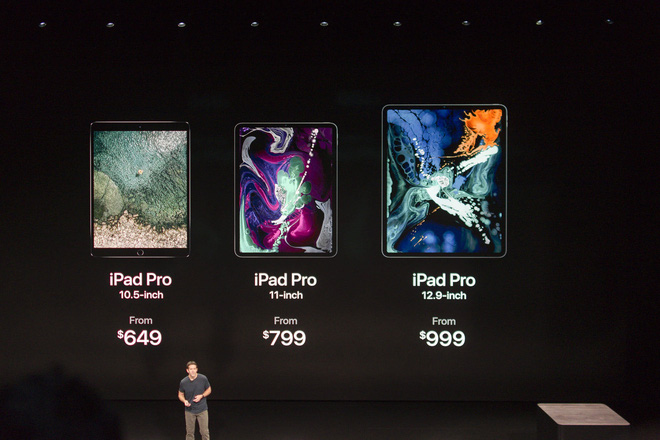 iPad Pro
10.5-inch
From
$649
iPad Pro
11-inch
From
$799
iPad Pro
12.9-inch
From
$999